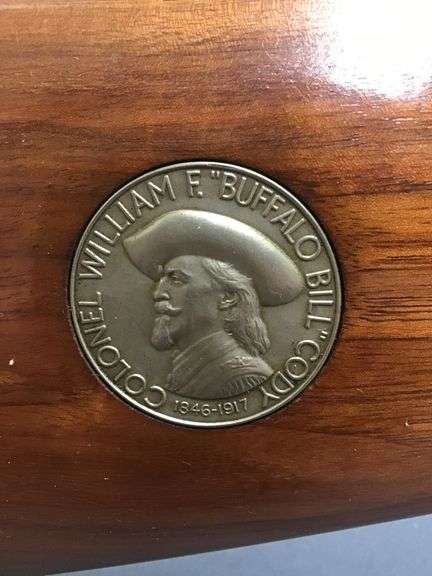 COLONEL WILLIAM F. "BUFFALO BILL" CODY
1846-1917